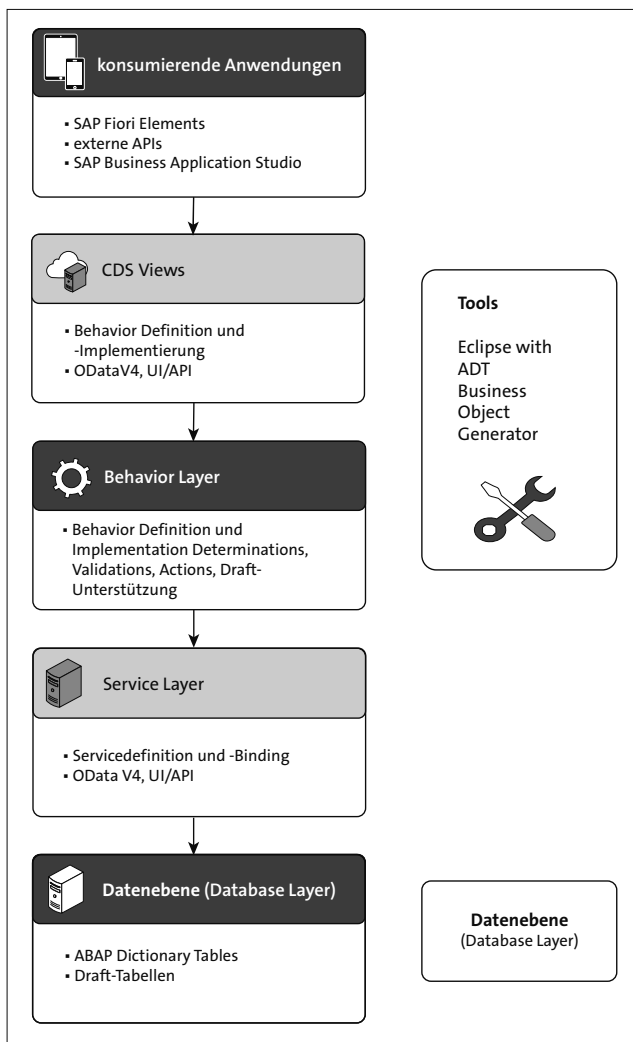 konsumierende Anwendungen
▪ SAP Fiori Elements
▪ externe APIs
▪ SAP Business Application Studio
CDS Views
▪ Behavior Definition und
-Implementierung
▪ ODataV4, UI/API
Behavior Layer
▪ Behavior Definition und
Implementation Determinations,
Validations, Actions, Draft-
Unterstützung
Service Layer
▪ Servicedefinition und -Binding
▪ OData V4, UI/API
Datenebene (Database Layer)
▪ ABAP Dictionary Tables
▪ Draft-Tabellen
Tools
Eclipse with
ADT
Business
Object
Generator
Datenebene
(Database Layer)